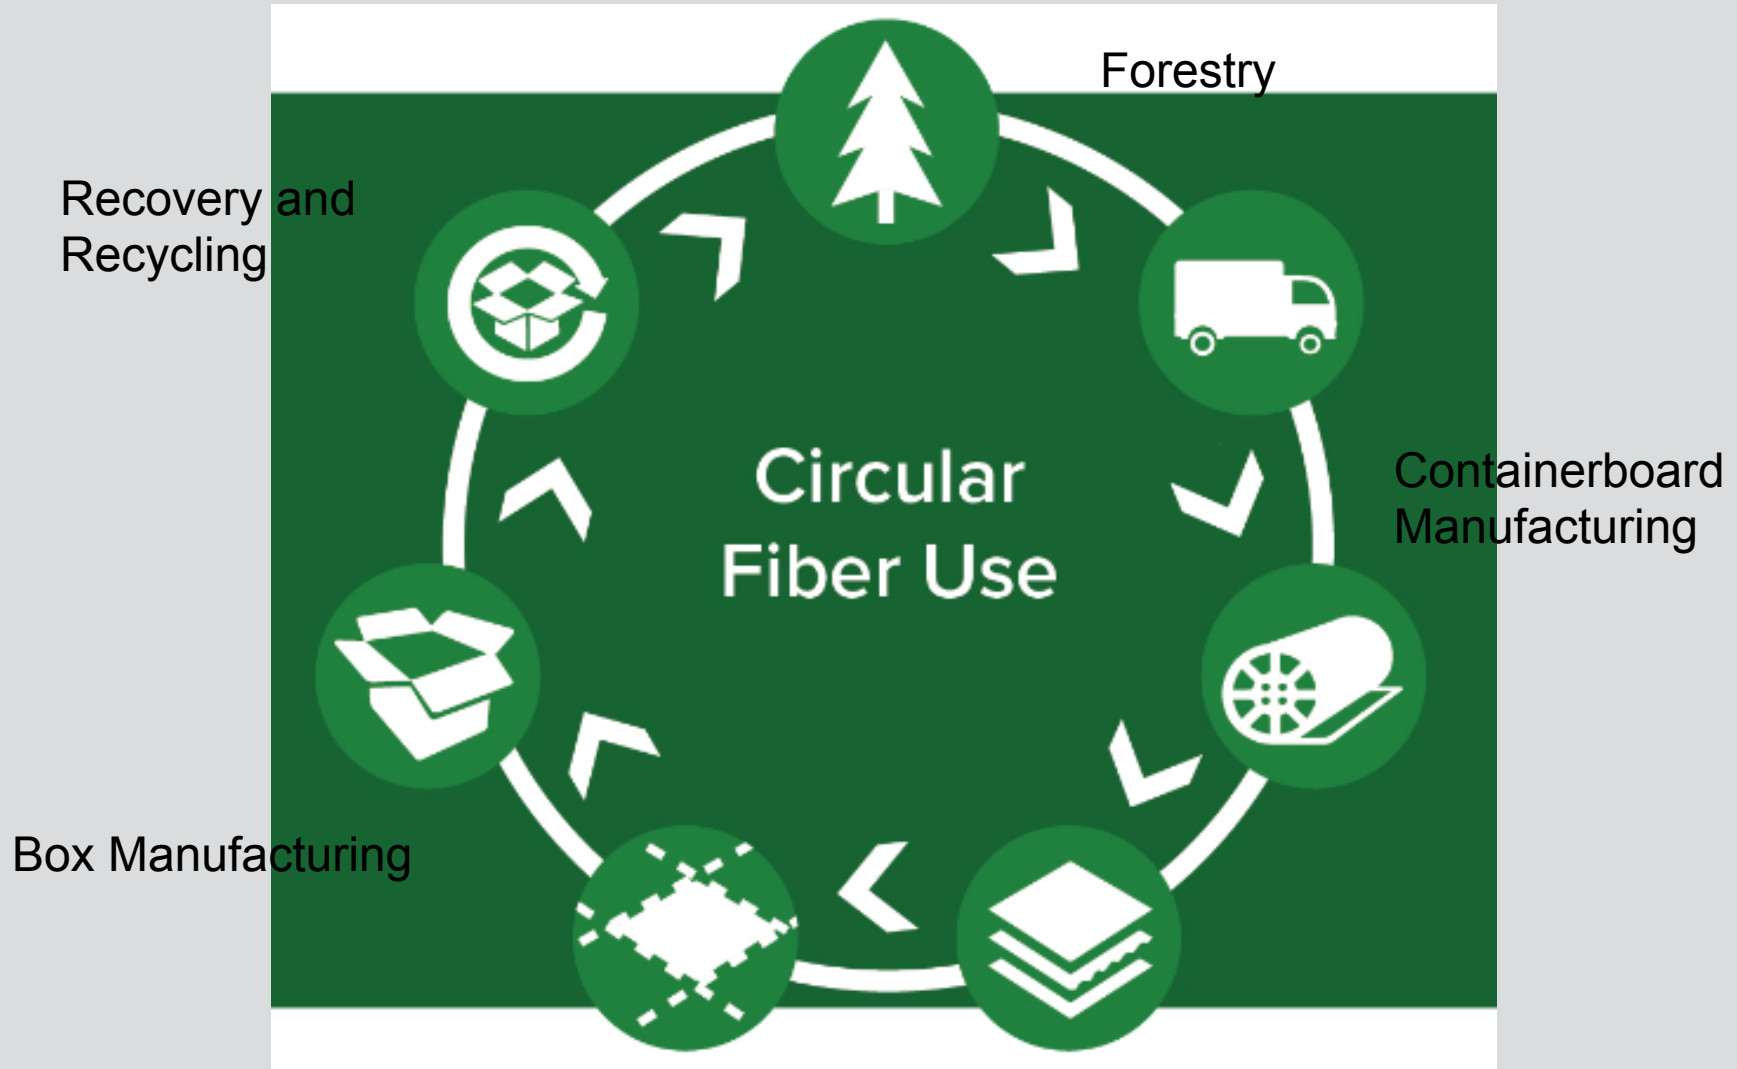 Forestry
Recovery and
Recycling
Circular
Fiber Use
Containerboard
Manufacturing
Box Manufacturing